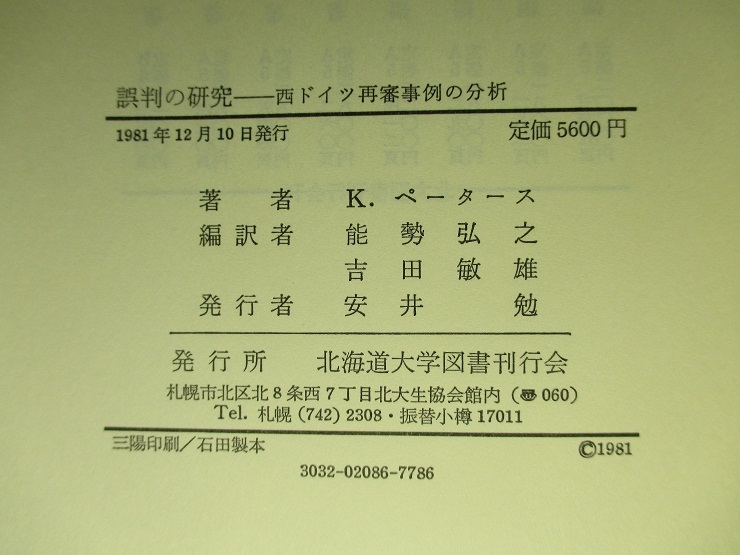 誤判の研究──西ドイツ再審事例の分析
1981年12月10日発行 定価5600円
著者 K. ペータース
編訳者 能勢弘之
吉田敏雄
発行者 安井勉
発行所 北海道大学図書刊行会
札幌市北区北8条西7丁目北大生協会館内(☎060)
Tel. 札幌(742)2308・振替小樽17011
三陽印刷/石田製本 ©1981
3032-02086-7786